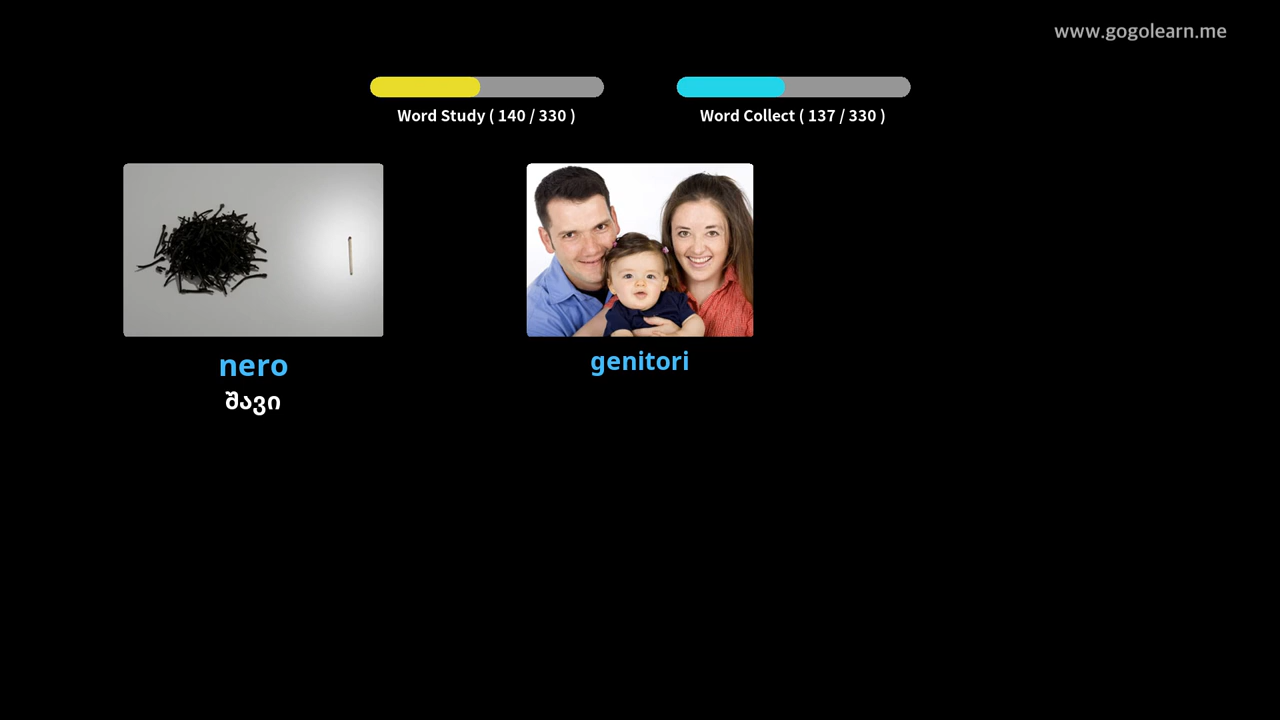 www.gogolearn.me
Word Study ( 140 / 330 )
Word Collect ( 137 / 330 )
nero
შავი
genitori